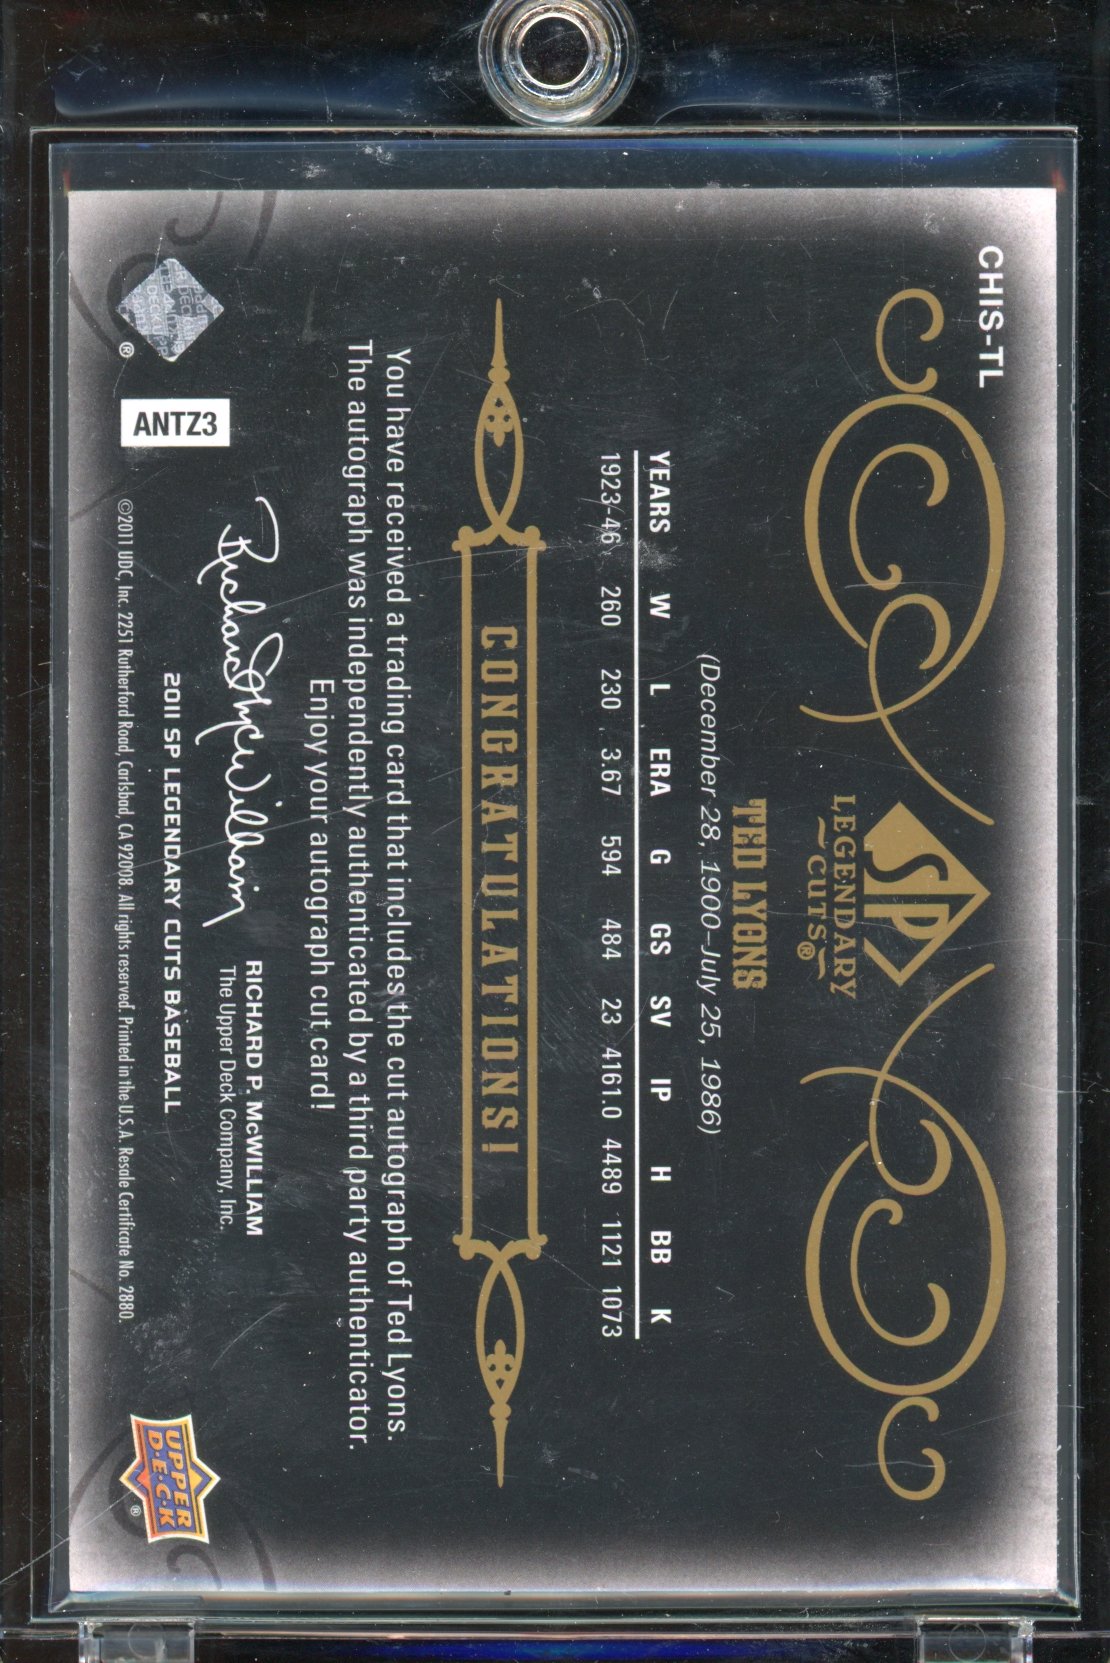 CHIS-TL
SP
LEGENDARY
CUTS®
TED LYONS
(December 28, 1900–July 25, 1986)
YEARS W L ERA G GS SV IP H BB K
1923-46 260 230 3.67 594 484 23 4161.0 4489 1121 1073
CONGRATULATIONS!
You have received a trading card that includes the cut autograph of Ted Lyons.
The autograph was independently authenticated by a third party authenticator.
Enjoy your autograph cut card!
RICHARD P. McWILLIAM
The Upper Deck Company, Inc.
2011 SP LEGENDARY CUTS BASEBALL
©2011 UDC, Inc. 2251 Rutherford Road, Carlsbad, CA 92008. All rights reserved. Printed in the U.S.A. Resale Certificate No. 2880.
®
ANTZ3
UPPER
D·E·C·K
®